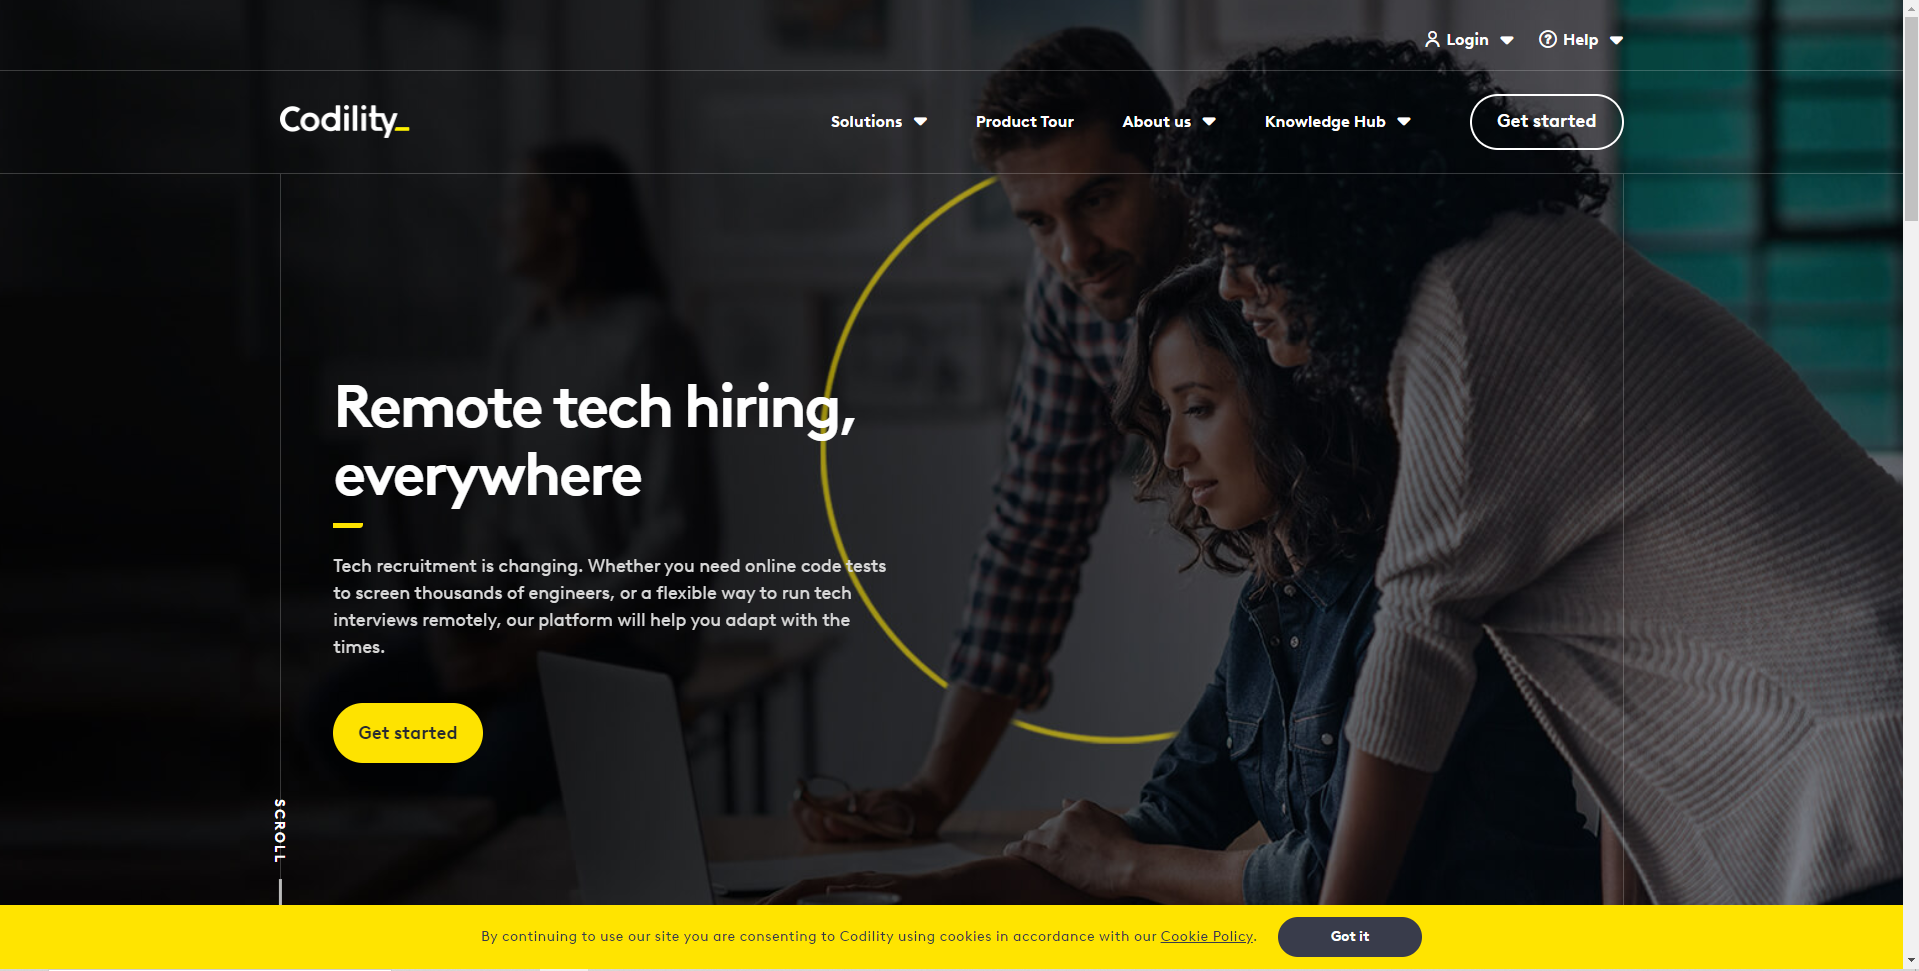 Login Help
Codility_
Solutions Product Tour About us Knowledge Hub Get started
Remote tech hiring,
everywhere
Tech recruitment is changing. Whether you need online code tests
to screen thousands of engineers, or a flexible way to run tech
interviews remotely, our platform will help you adapt with the
times.
Get started
SCROLL
By continuing to use our site you are consenting to Codility using cookies in accordance with our Cookie Policy. Got it